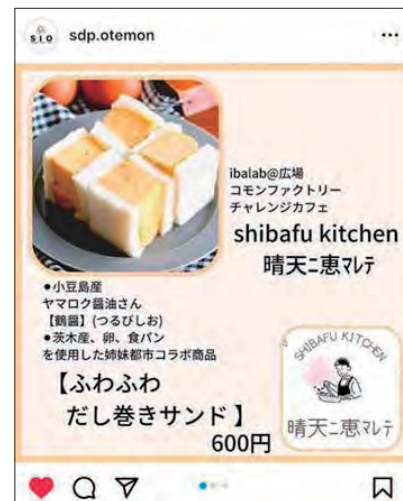 SIO
sdp.otemon
ibalab@広場
コモンファクトリー
チャレンジカフェ
shibafu kitchen
晴天ニ恵マレテ
●小豆島産
ヤマロク醤油さん
【鶴醤】(つるびしお)
●茨木産、卵、食パン
を使用した姉妹都市コラボ商品
【ふわふわ
だし巻きサンド】
600円
SHIBAFU KITCHEN
晴天ニ恵マレテ